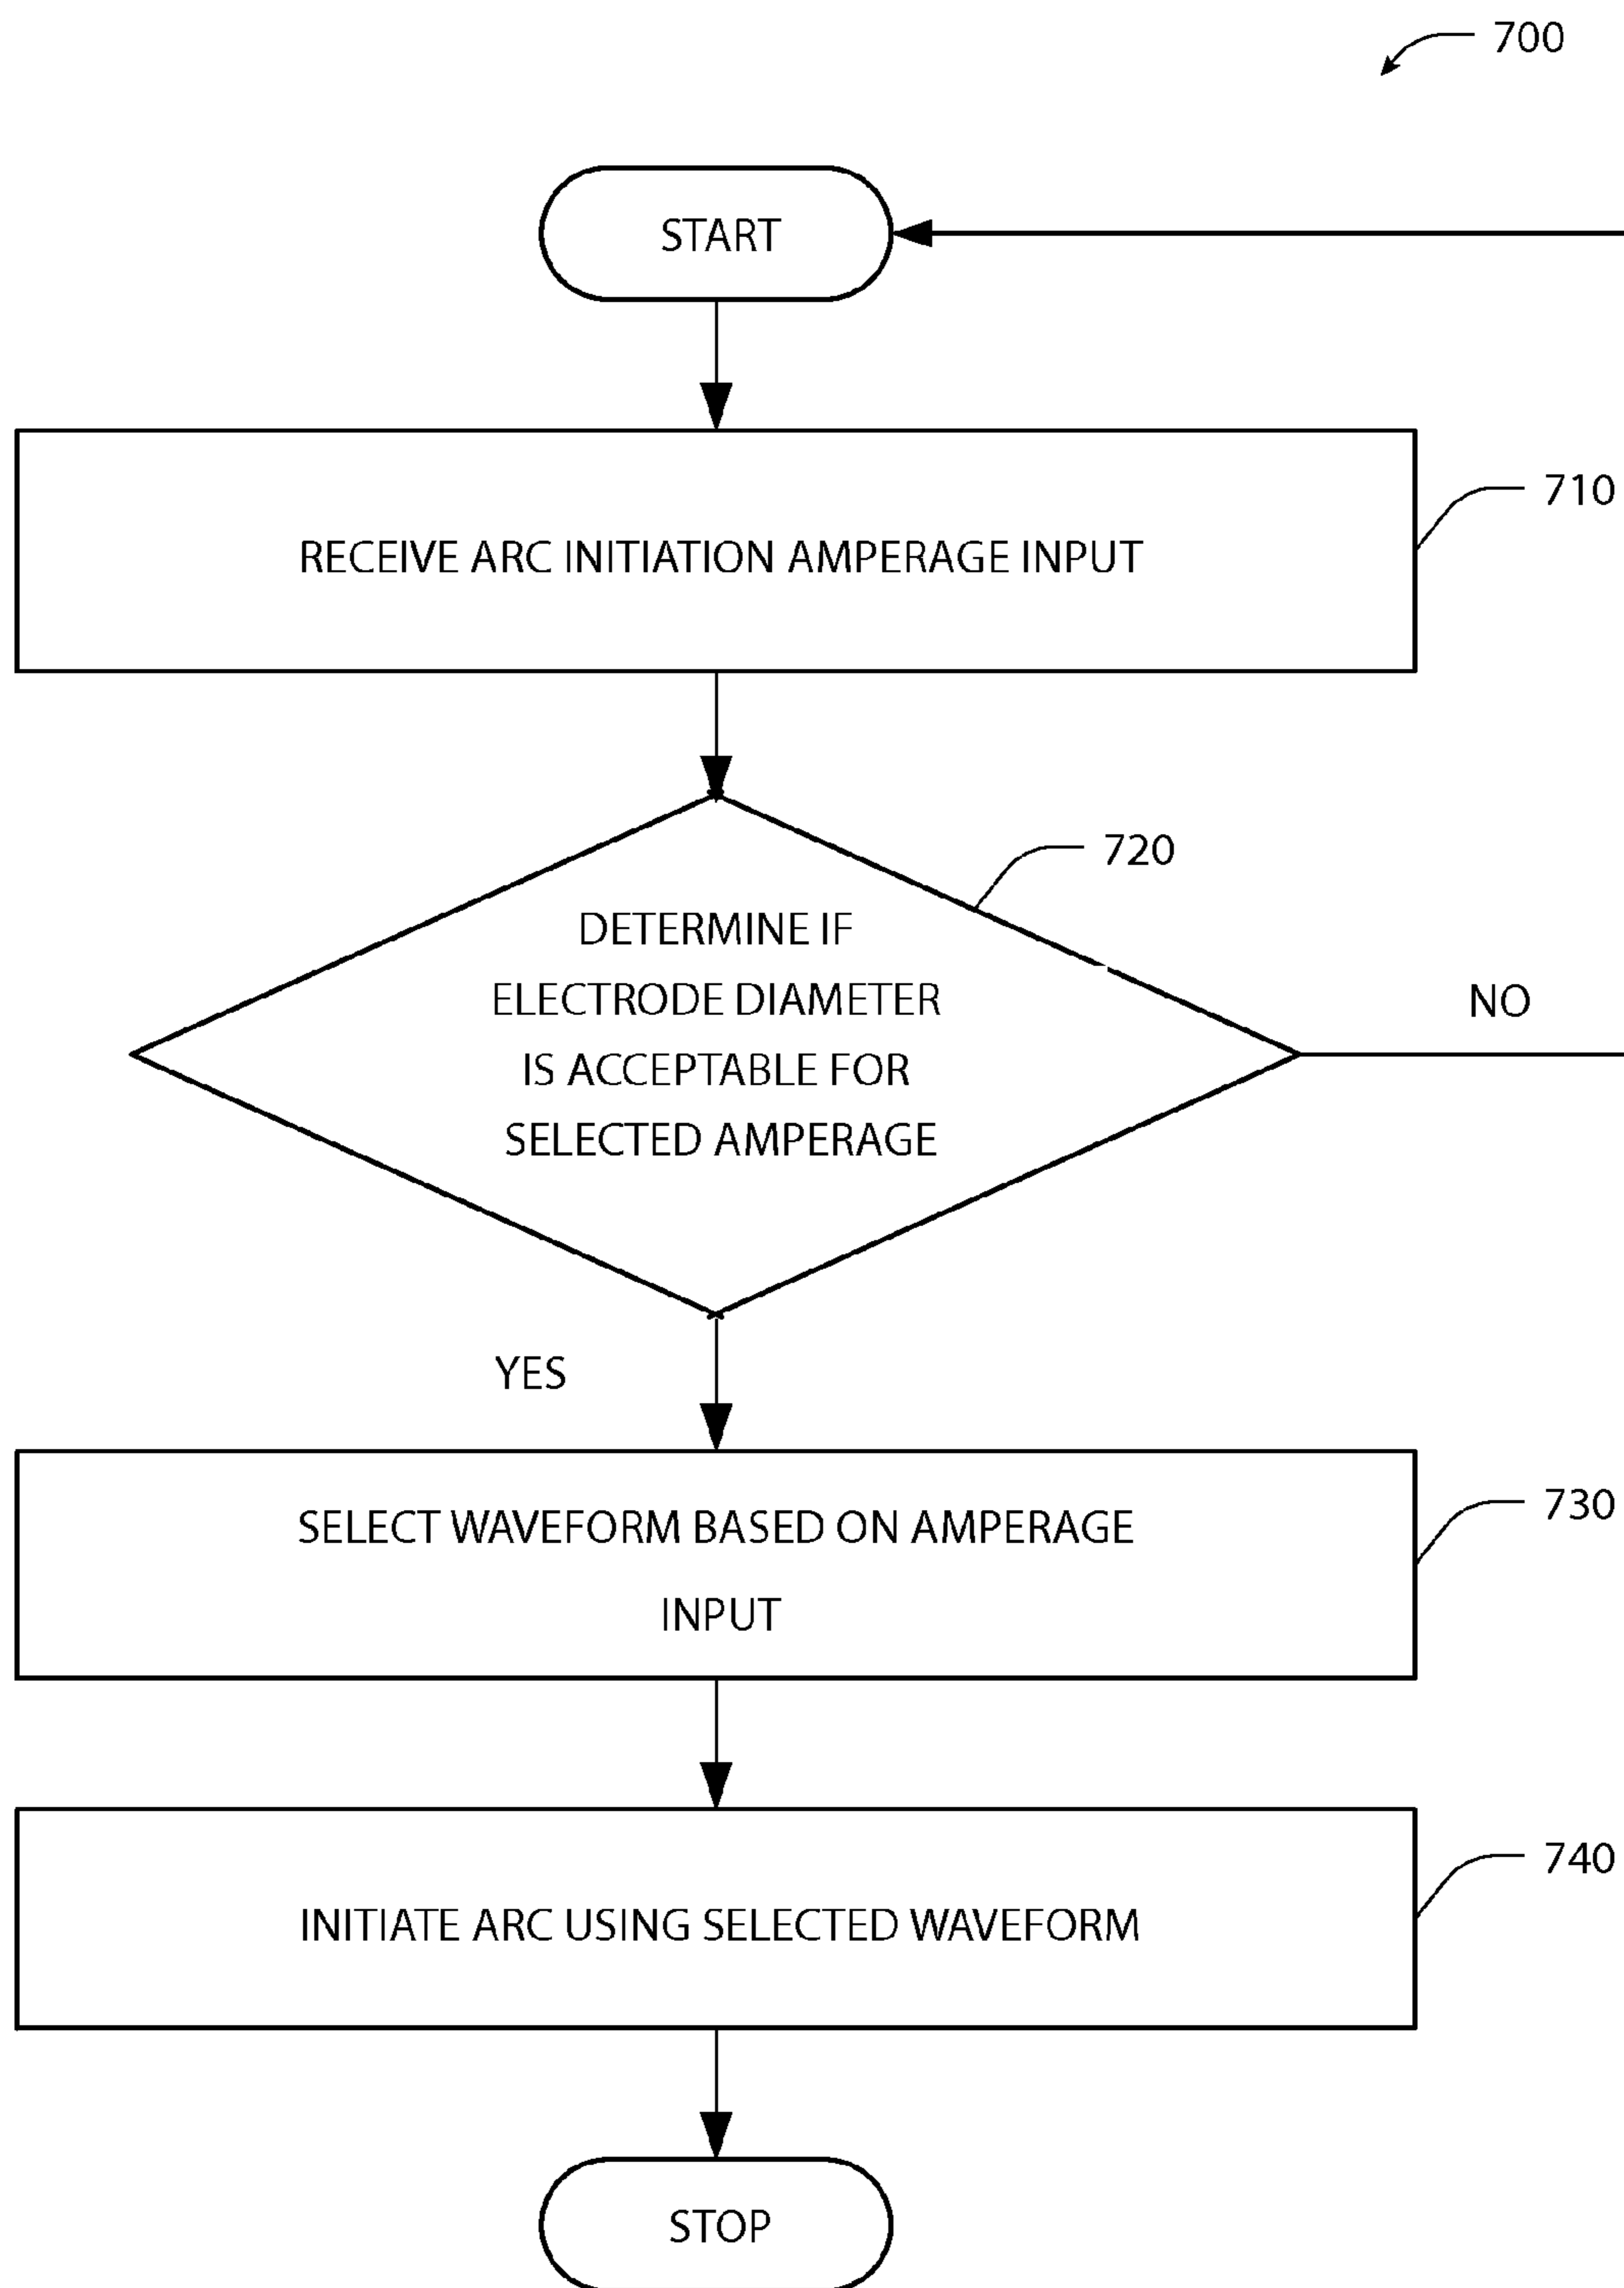 700
START
RECEIVE ARC INITIATION AMPERAGE INPUT
710
720
DETERMINE IF
ELECTRODE DIAMETER
IS ACCEPTABLE FOR
SELECTED AMPERAGE
NO
YES
SELECT WAVEFORM BASED ON AMPERAGE
INPUT
730
INITIATE ARC USING SELECTED WAVEFORM
740
STOP